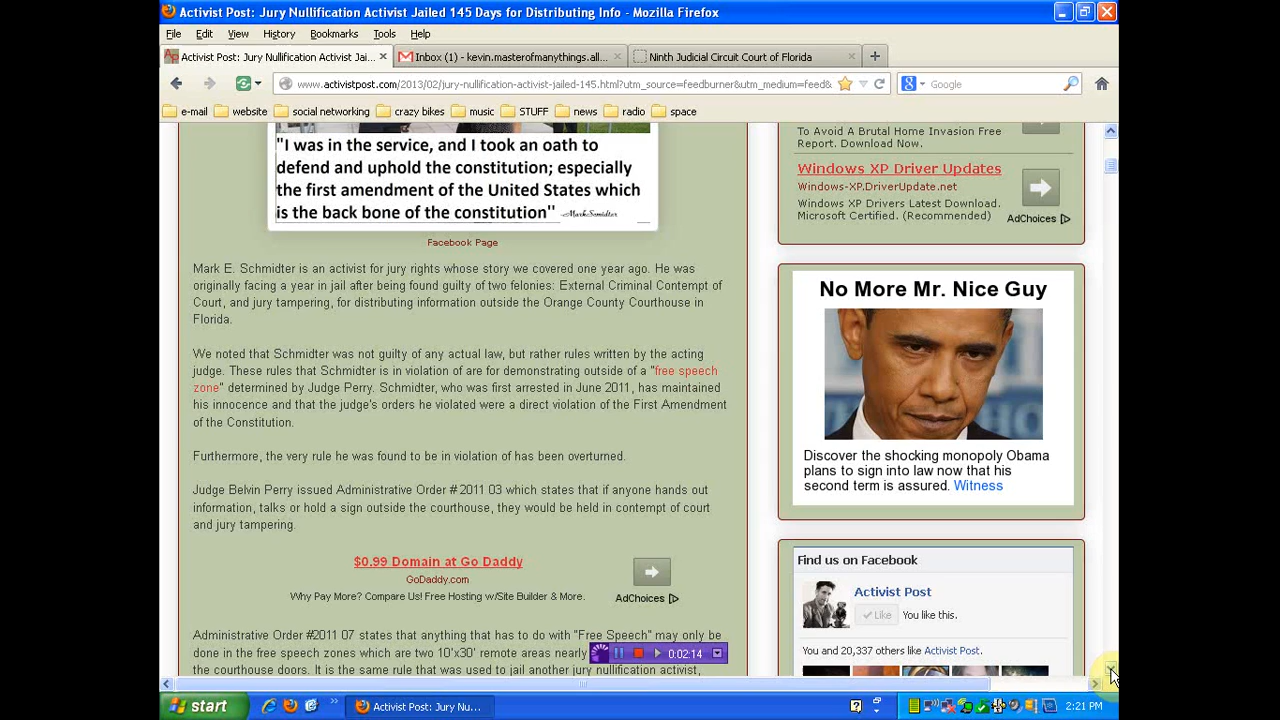 Activist Post: Jury Nullification Activist Jailed 145 Days for Distributing Info - Mozilla Firefox
File Edit View History Bookmarks Tools Help
Activist Post: Jury Nullification Activist Jai...
Inbox (1) - kevin.masterofmanythings.all...
Ninth Judicial Circuit Court of Florida
www.activistpost.com/2013/02/jury-nullification-activist-jailed-145.html?utm_source=feedburner&utm_medium=feed&
Google
e-mail website social networking crazy bikes music STUFF news radio space
"I was in the service, and I took an oath to
defend and uphold the constitution; especially
the first amendment of the United States which
is the back bone of the constitution" -MarkSchmidter
Facebook Page
Mark E. Schmidter is an activist for jury rights whose story we covered one year ago. He was
originally facing a year in jail after being found guilty of two felonies: External Criminal Contempt of
Court, and jury tampering, for distributing information outside the Orange County Courthouse in
Florida.
We noted that Schmidter was not guilty of any actual law, but rather rules written by the acting
judge. These rules that Schmidter is in violation of are for demonstrating outside of a "free speech
zone" determined by Judge Perry. Schmidter, who was first arrested in June 2011, has maintained
his innocence and that the judge's orders he violated were a direct violation of the First Amendment
of the Constitution.
Furthermore, the very rule he was found to be in violation of has been overturned.
Judge Belvin Perry issued Administrative Order # 2011 03 which states that if anyone hands out
information, talks or hold a sign outside the courthouse, they would be held in contempt of court
and jury tampering.
$0.99 Domain at Go Daddy
GoDaddy.com
Why Pay More? Compare Us! Free Hosting w/Site Builder & More.
AdChoices
Administrative Order #2011 07 states that anything that has to do with "Free Speech" may only be
done in the free speech zones which are two 10'x30' remote areas nearly
the courthouse doors. It is the same rule that was used to jail another jury nullification activist,
0:02:14
To Avoid A Brutal Home Invasion Free
Report. Download Now.
Windows XP Driver Updates
Windows-XP.DriverUpdate.net
Windows XP Drivers Latest Download.
Microsoft Certified. (Recommended)
AdChoices
No More Mr. Nice Guy
Discover the shocking monopoly Obama
plans to sign into law now that his
second term is assured. Witness
Find us on Facebook
Activist Post
Like You like this.
You and 20,337 others like Activist Post.
start
Activist Post: Jury Nu...
2:21 PM